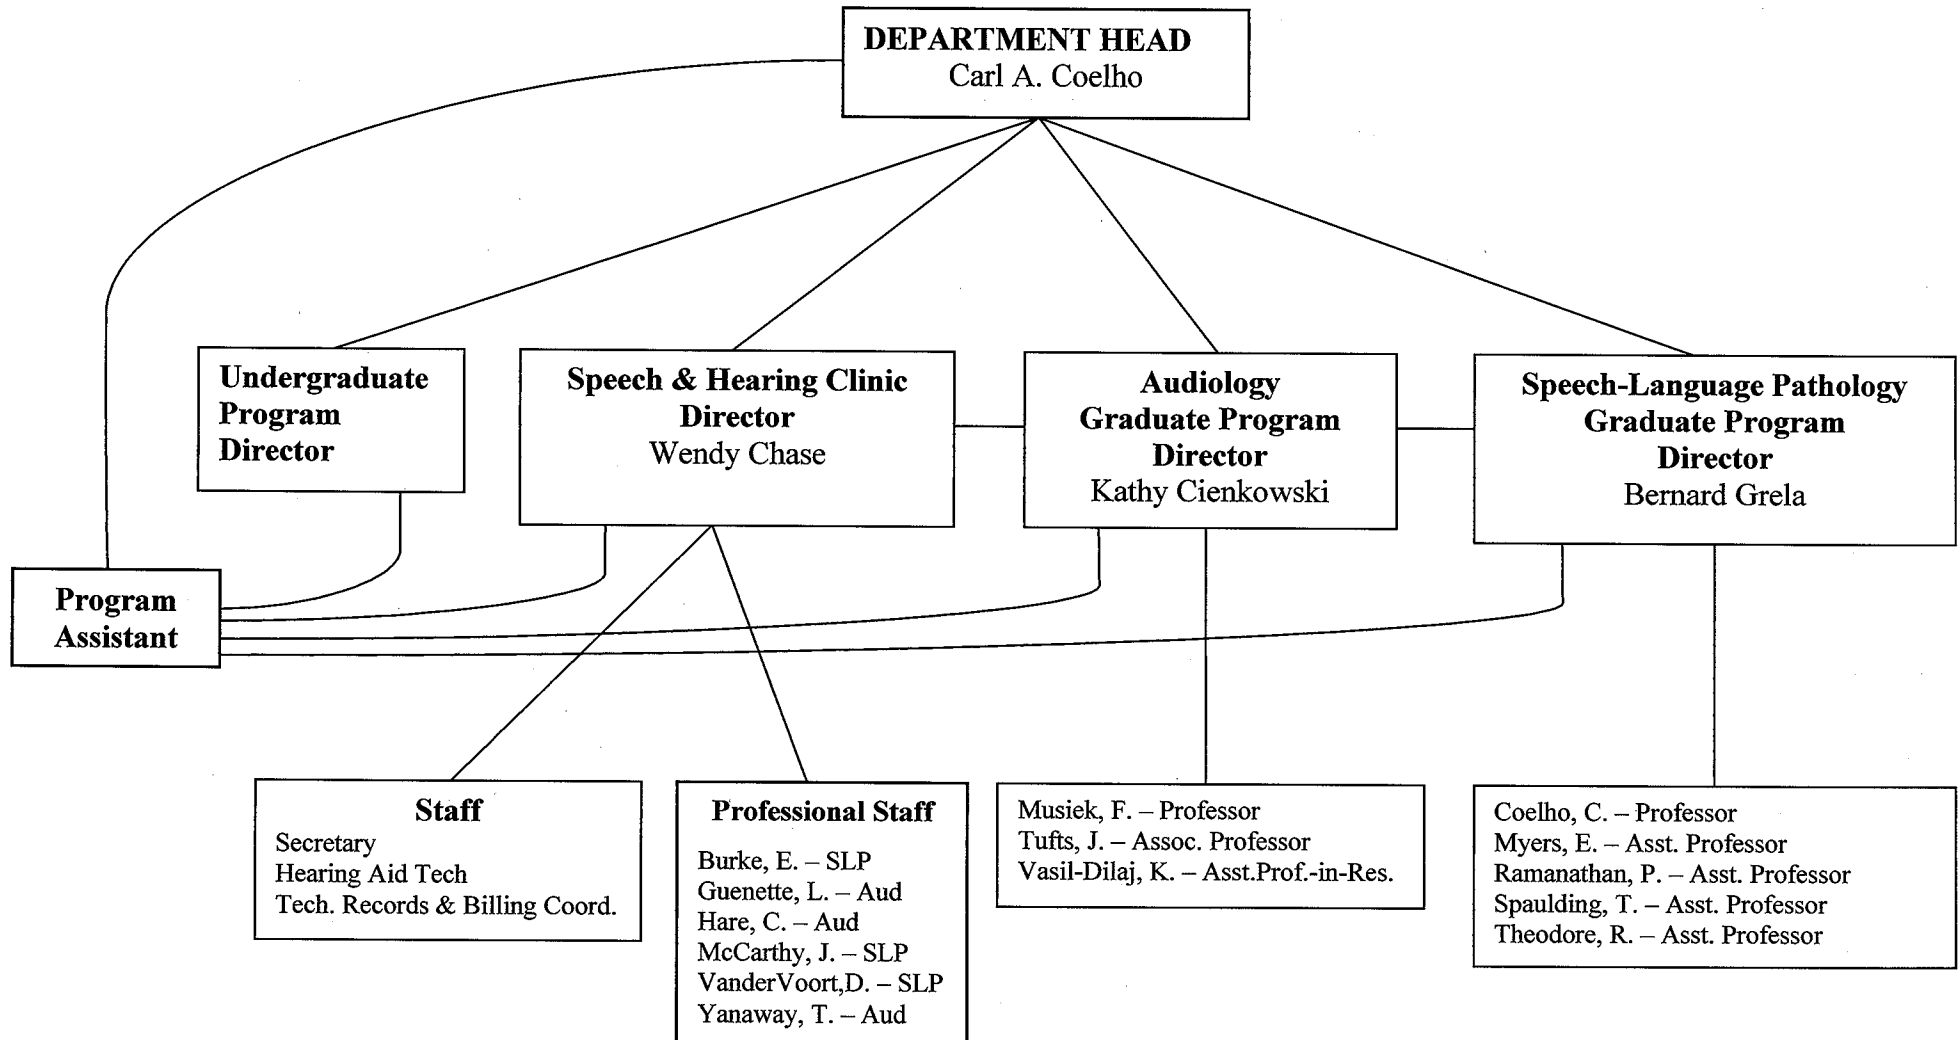 DEPARTMENT HEAD
Carl A. Coelho
Undergraduate
Program
Director
Speech & Hearing Clinic
Director
Wendy Chase
Audiology
Graduate Program
Director
Kathy Cienkowski
Speech-Language Pathology
Graduate Program
Director
Bernard Grela
Program
Assistant
Staff
Secretary
Hearing Aid Tech
Tech. Records & Billing Coord.
Professional Staff
Burke, E. – SLP
Guenette, L. – Aud
Hare, C. – Aud
McCarthy, J. – SLP
VanderVoort,D. – SLP
Yanaway, T. – Aud
Musiek, F. – Professor
Tufts, J. – Assoc. Professor
Vasil-Dilaj, K. – Asst.Prof.-in-Res.
Coelho, C. – Professor
Myers, E. – Asst. Professor
Ramanathan, P. – Asst. Professor
Spaulding, T. – Asst. Professor
Theodore, R. – Asst. Professor